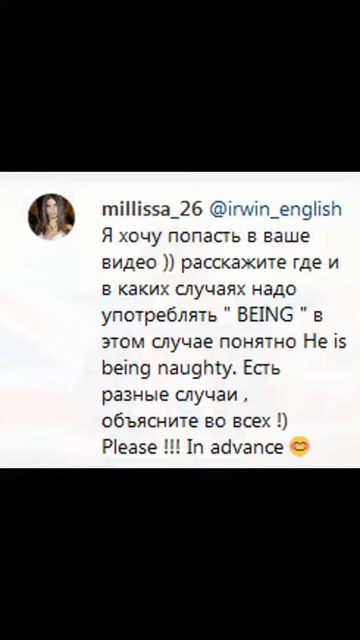 millissa_26 @irwin_english
Я хочу попасть в ваше
видео )) расскажите где и
в каких случаях надо
употреблять " BEING " в
этом случае понятно He is
being naughty. Есть
разные случаи ,
объясните во всех !)
Please !!! In advance 😊